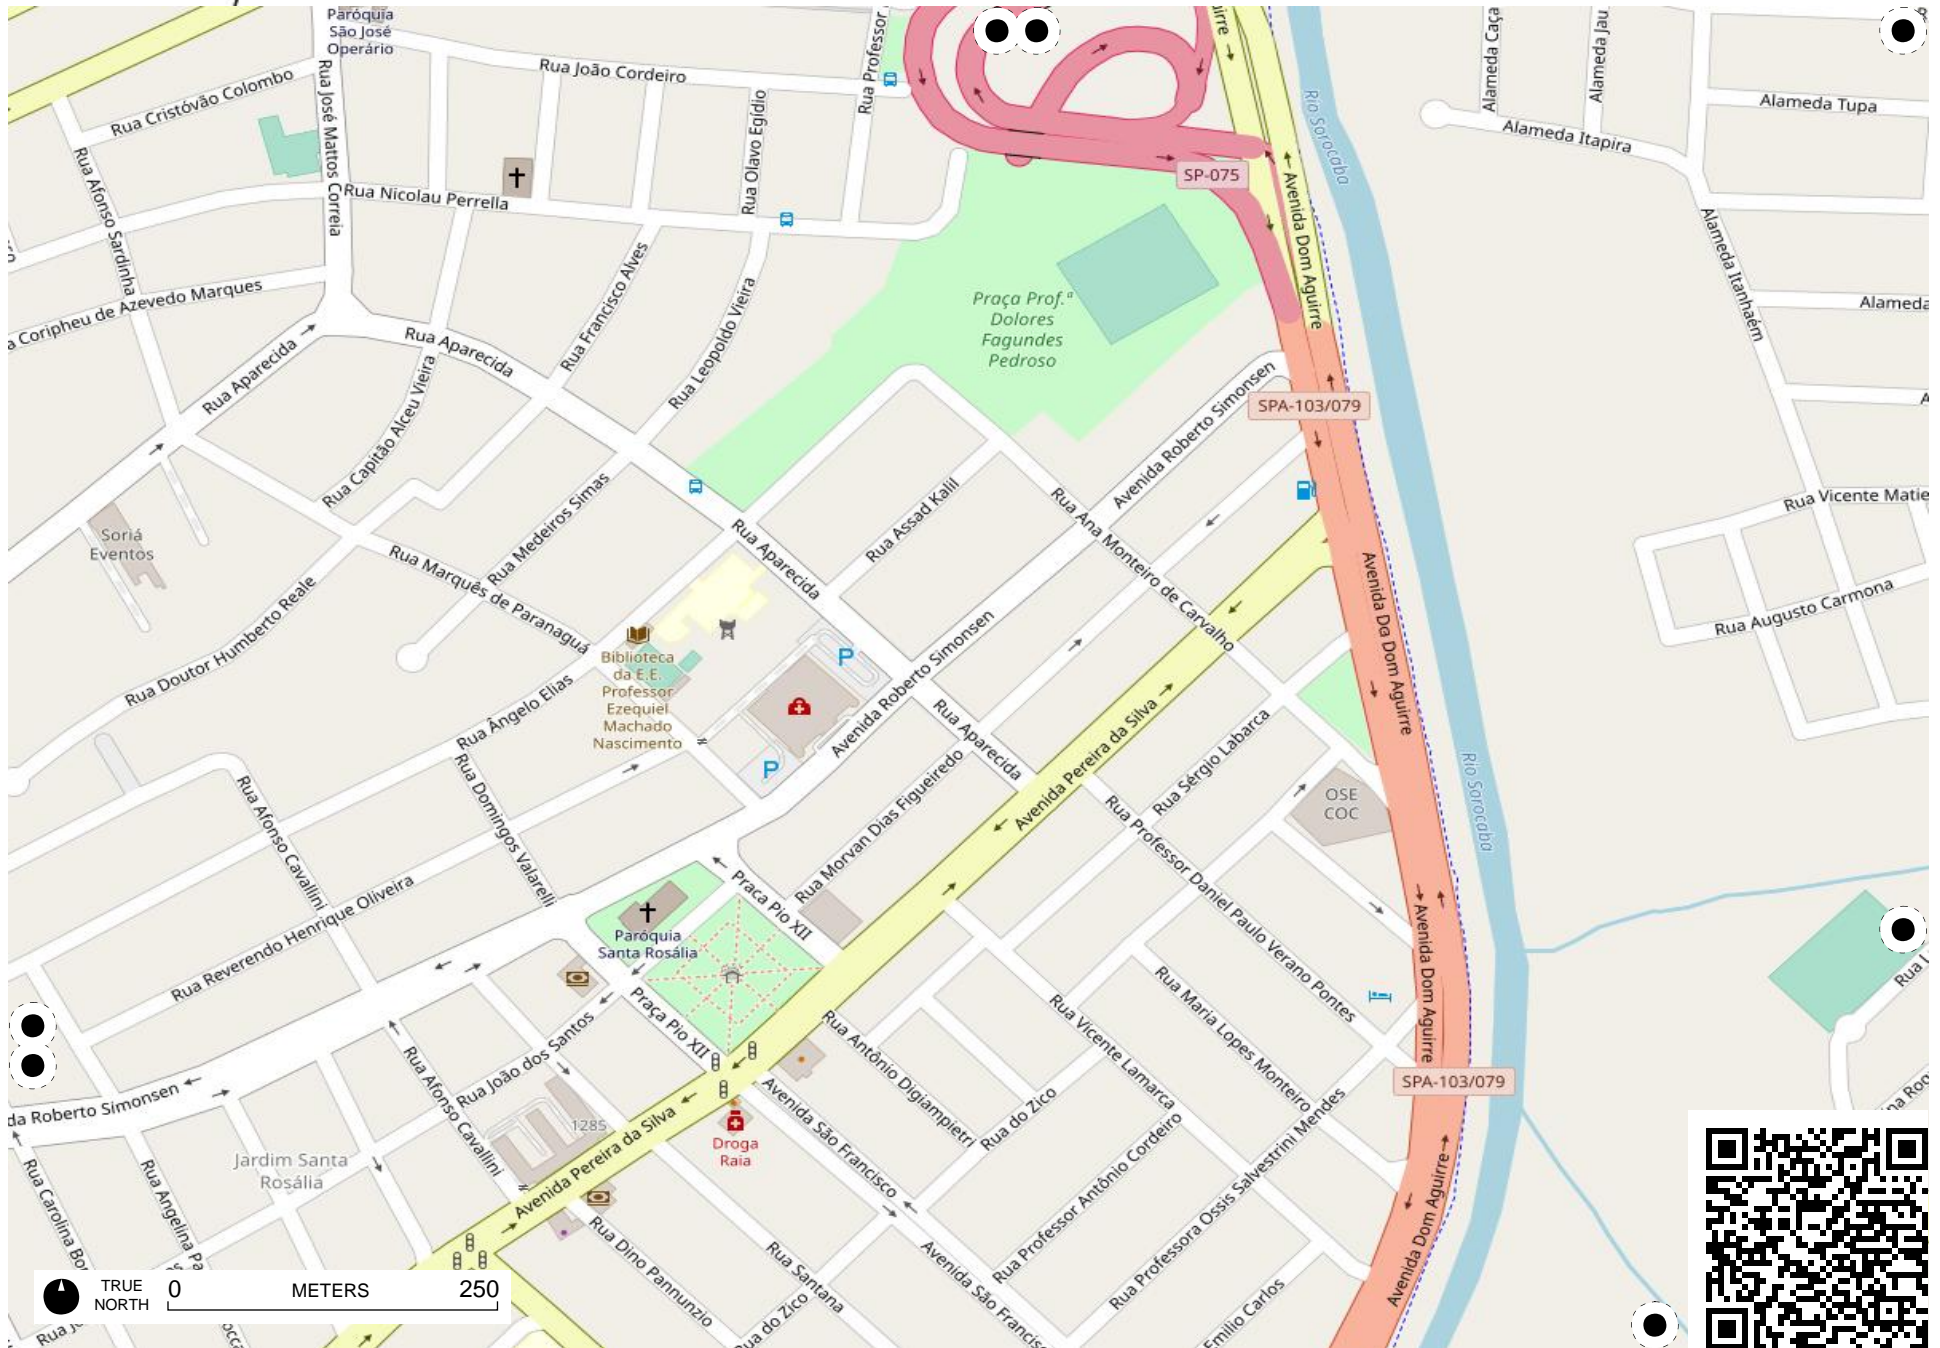 Paróquia
São José
Operário
Rua João Cordeiro
Rua Professor
Rua Cristóvão Colombo
Rua José Mattos Correia
Rua Olavo Egídio
Rio Sorocaba
Alameda Jau
Alameda Tupa
Alameda Itapira
Rua Afonso Sardinha
Rua Nicolau Perrella
SP-075
Avenida Dom Aguirre
Alameda Itanhaém
Coripheu de Azevedo Marques
Rua Francisco Alves
Rua Leopoldo Vieira
Praça Prof.ª
Dolores
Fagundes
Pedroso
Alameda
Rua Aparecida
Rua Aparecida
Rua Capitão Alceu Vieira
Avenida Roberto Simonsen
SPA-103/079
Rua Medeiros Simas
Rua Assad Kalil
Rua Ana Monteiro de Carvalho
Rua Vicente Matie
Soriá
Eventos
Rua Marquês de Paranaguá
Rua Aparecida
Avenida Da Dom Aguirre
Rua Augusto Carmona
Rua Doutor Humberto Reale
Biblioteca
da E.E.
Professor
Ezequiel
Machado
Nascimento
P
Avenida Roberto Simonsen
Rua Ângelo Elias
Rua Aparecida
Avenida Pereira da Silva
Rua Sérgio Labarca
P
Rua Domingos Valarelli
Rua Morvan Dias Figueiredo
OSE
COC
Rio Sorocaba
Rua Afonso Cavallini
Rua Professor Daniel Paulo Verano Pontes
Rua Reverendo Henrique Oliveira
Praça Pio XII
Paróquia
Santa Rosália
Praça Pio XII
Avenida Dom Aguirre
Rua Maria Lopes Monteiro
Rua Vicente Lamarca
Rua Antônio Digiampietri
Rua João dos Santos
Rua Afonso Cavallini
da Roberto Simonsen
Avenida São Francisco
Rua do Zico
SPA-103/079
1285
Droga
Raia
Avenida Pereira da Silva
Jardim Santa
Rosália
Rua Professor Antônio Cordeiro
Rua Professora Ossis Salvestrini Mendes
Avenida Dom Aguirre
Rua Carolina
Rua Angelina
Rua Dino Pannunzio
Rua Santana
Rua do Zico
Avenida São Francisc
Emilio Carlos
TRUE
NORTH
0 METERS 250